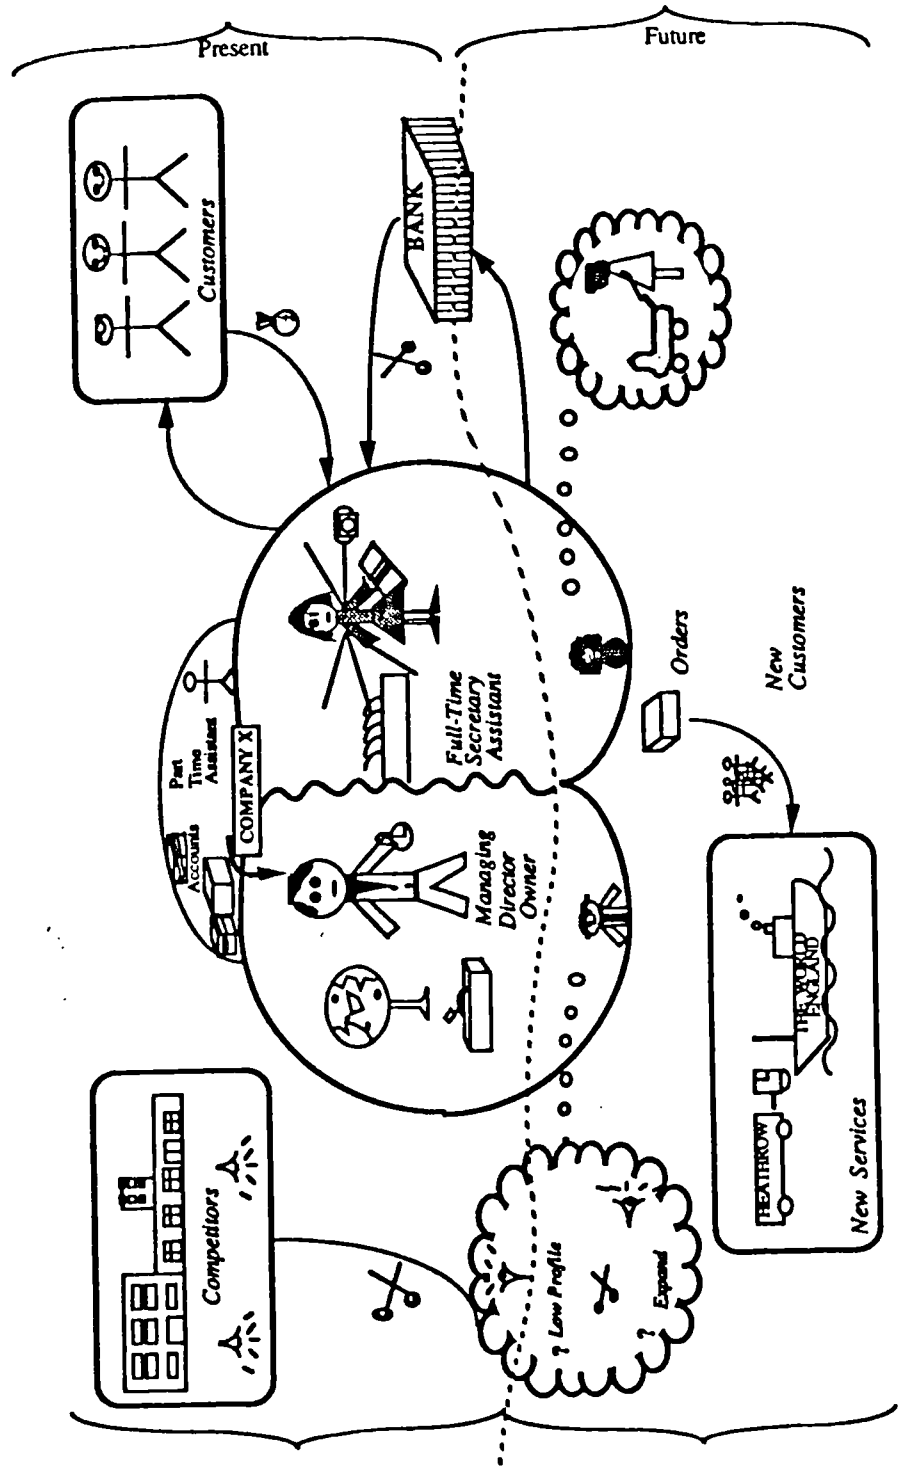 Present
Future
Customers
BANK
Part
Time
Assistant
Accounts
COMPANY X
Full-Time
Secretary
Assistant
Managing
Director
Owner
Orders
New
Customers
Competitors
? Low Profile
? Expand
HEATHROW
THE WORLD
ENGLAND
New Services